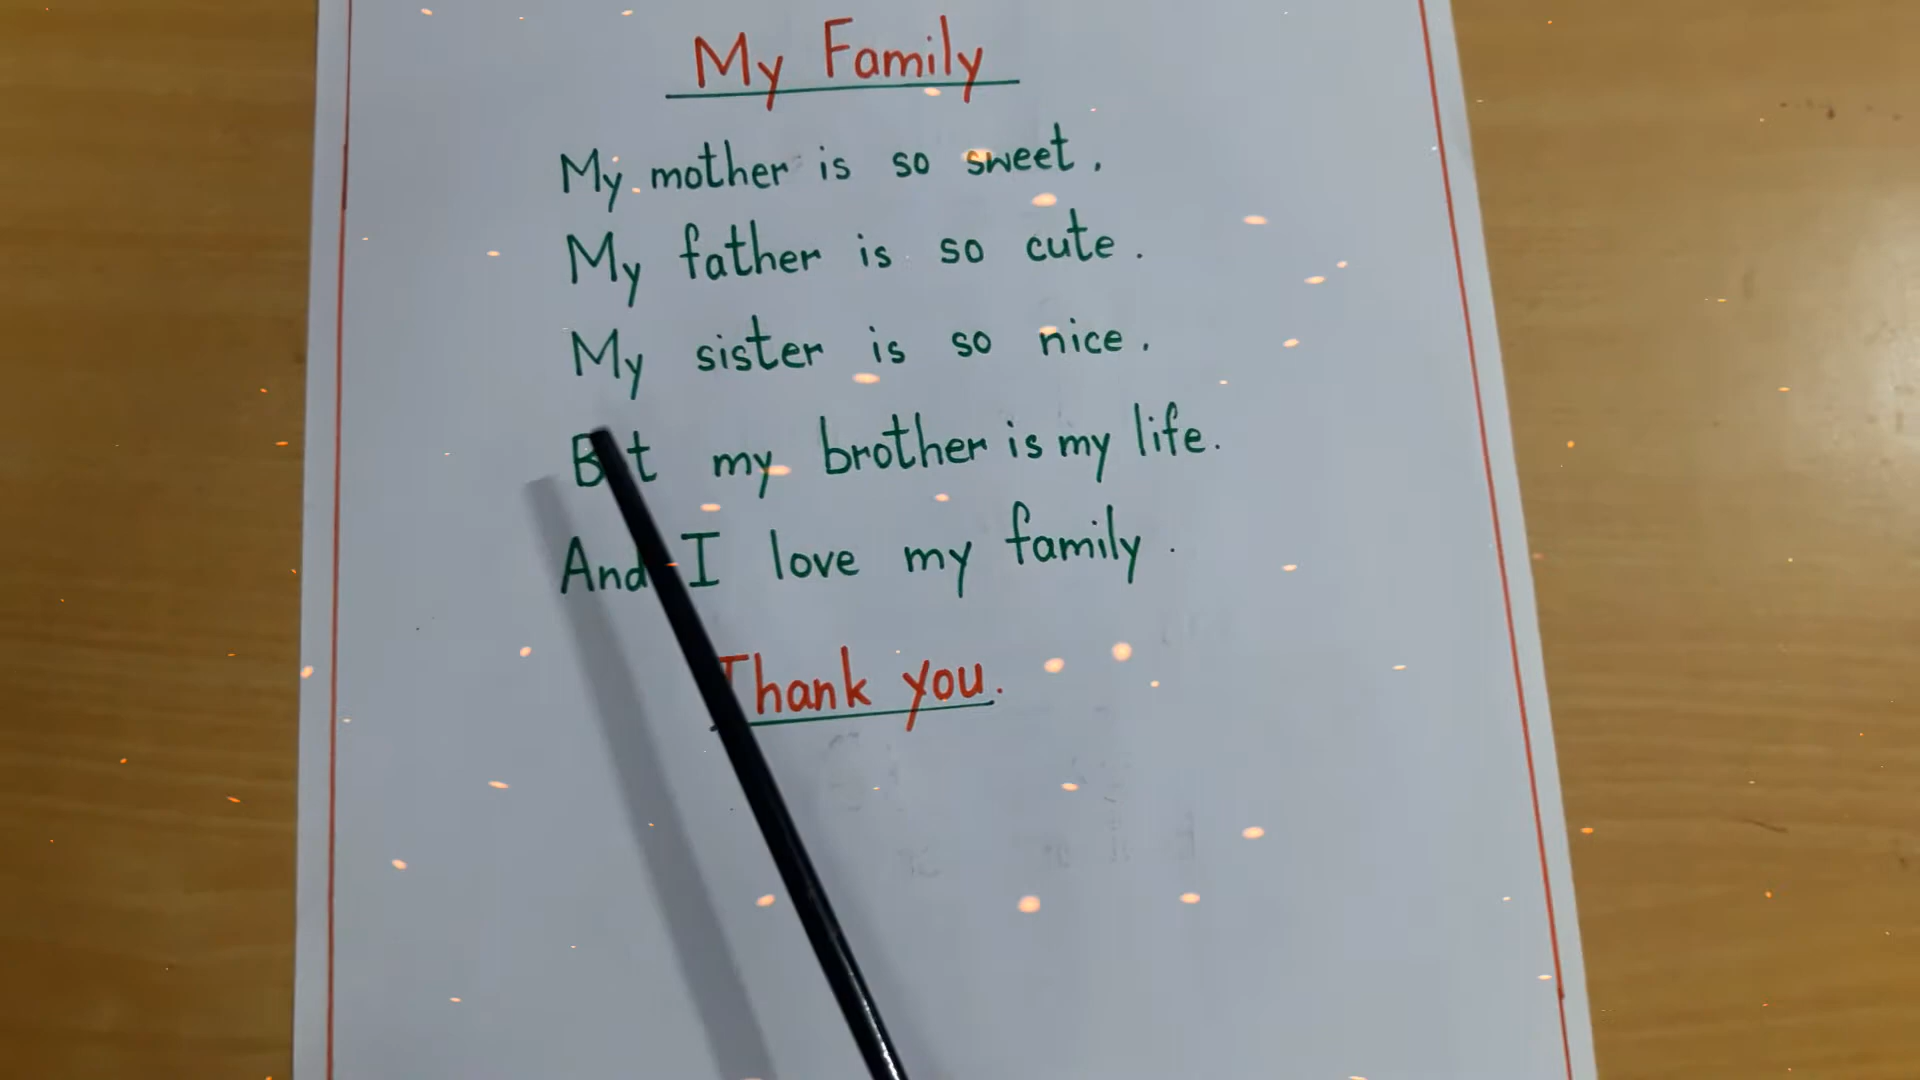 My Family
My mother is so sweet.
My father is so cute.
My sister is so nice.
But my brother is my life.
And I love my family.
Thank you.